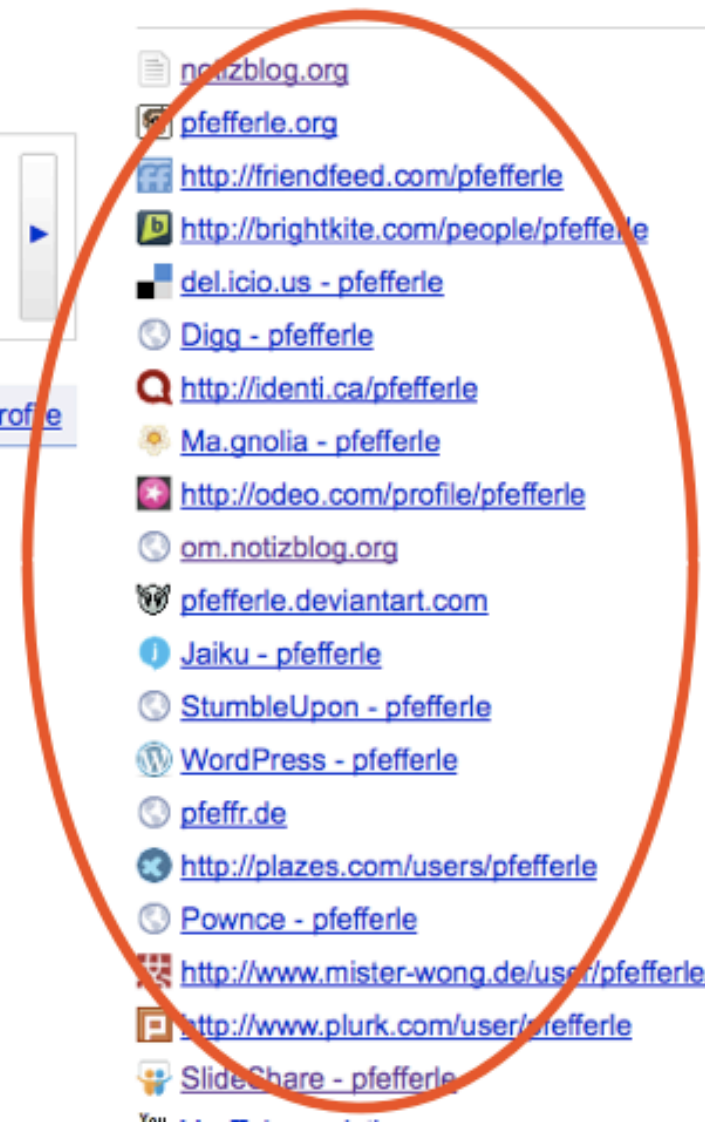 notizblog.org
pfefferle.org
http://friendfeed.com/pfefferle
http://brightkite.com/people/pfefferle
del.icio.us - pfefferle
Digg - pfefferle
http://identi.ca/pfefferle
rofile
Ma.gnolia - pfefferle
http://odeo.com/profile/pfefferle
om.notizblog.org
pfefferle.deviantart.com
Jaiku - pfefferle
StumbleUpon - pfefferle
WordPress - pfefferle
pfeffr.de
http://plazes.com/users/pfefferle
Pownce - pfefferle
http://www.mister-wong.de/user/pfefferle
http://www.plurk.com/user/pfefferle
SlideShare - pfefferle
You